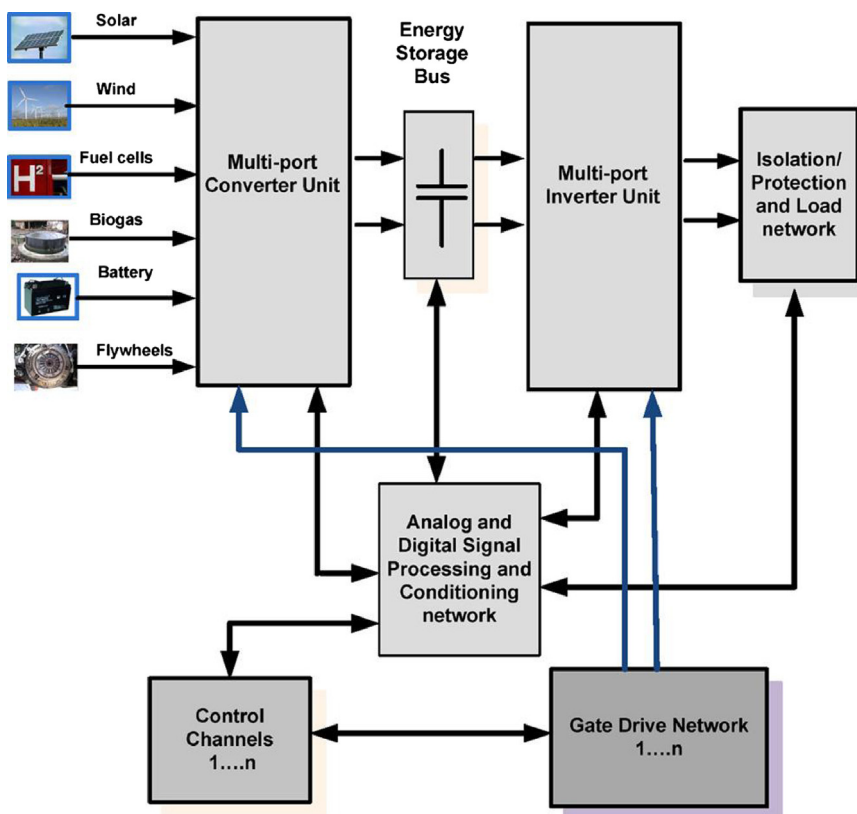 Solar
Wind
Fuel cells
H²
Biogas
Battery
Flywheels
Multi-port
Converter Unit
Energy
Storage
Bus
Multi-port
Inverter Unit
Isolation/
Protection
and Load
network
Analog and
Digital Signal
Processing and
Conditioning
network
Control
Channels
1....n
Gate Drive Network
1....n